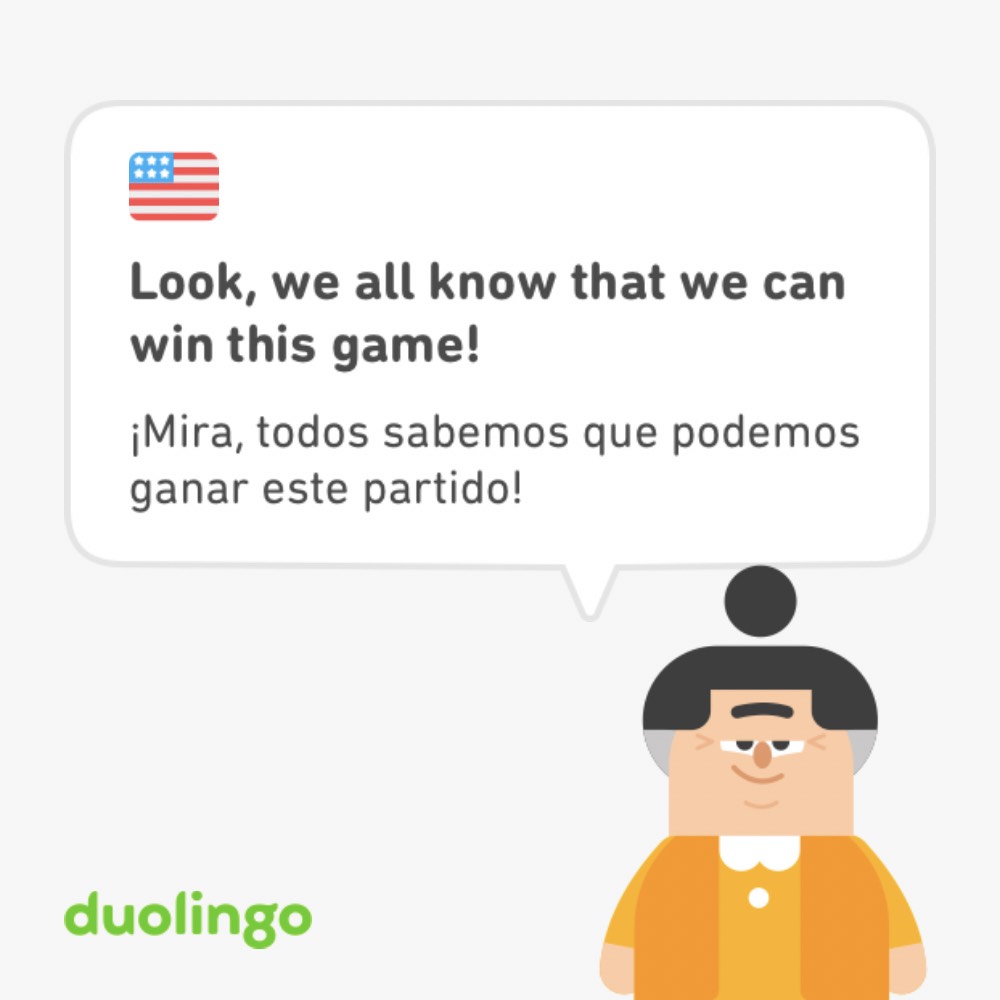 Look, we all know that we can
win this game!
¡Mira, todos sabemos que podemos
ganar este partido!
duolingo